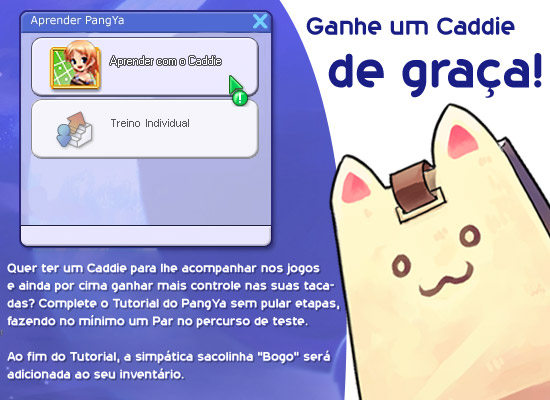 Aprender PangYa
Aprender com o Caddie
Treino Individual
Ganhe um Caddie
de graça!
Quer ter um Caddie para lhe acompanhar nos jogos
e ainda por cima ganhar mais controle nas suas taca-
das? Complete o Tutorial do PangYa sem pular etapas,
fazendo no mínimo um Par no percurso de teste.
Ao fim do Tutorial, a simpática sacolinha "Bogo" será
adicionada ao seu inventário.